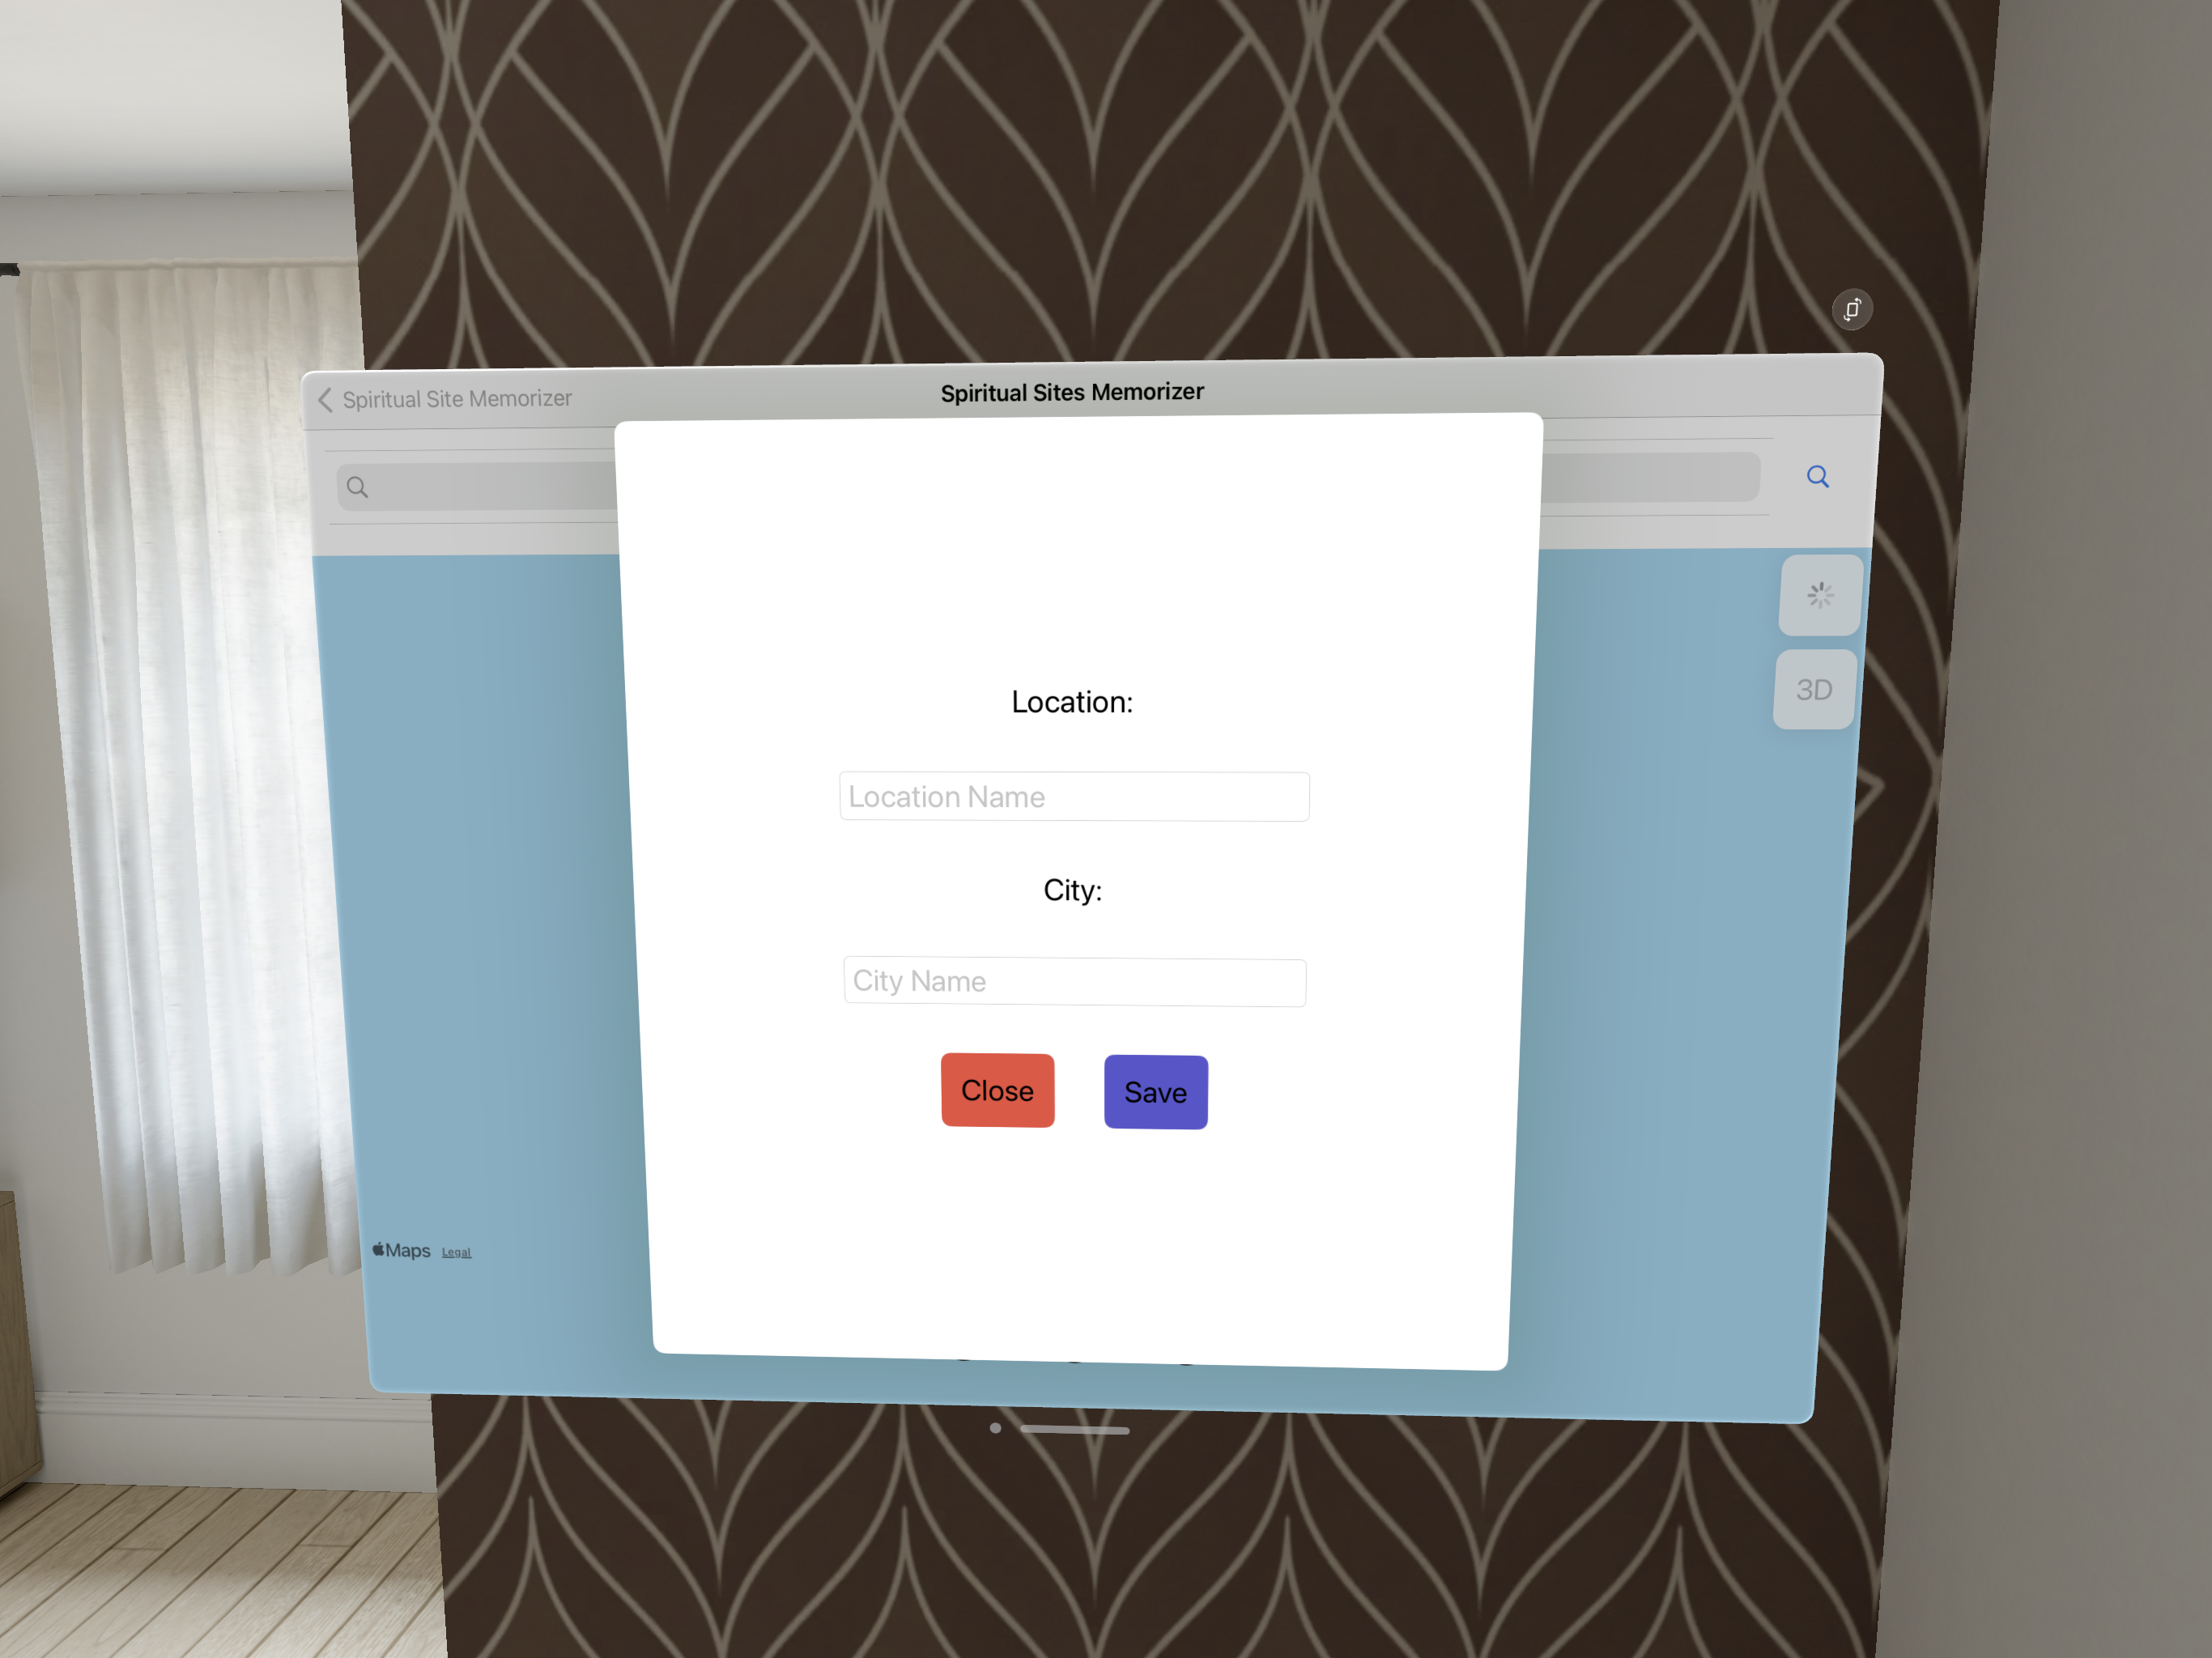 Spiritual Site Memorizer
Spiritual Sites Memorizer
3D
Location:
Location Name
City:
City Name
Close
Save
Maps
Legal